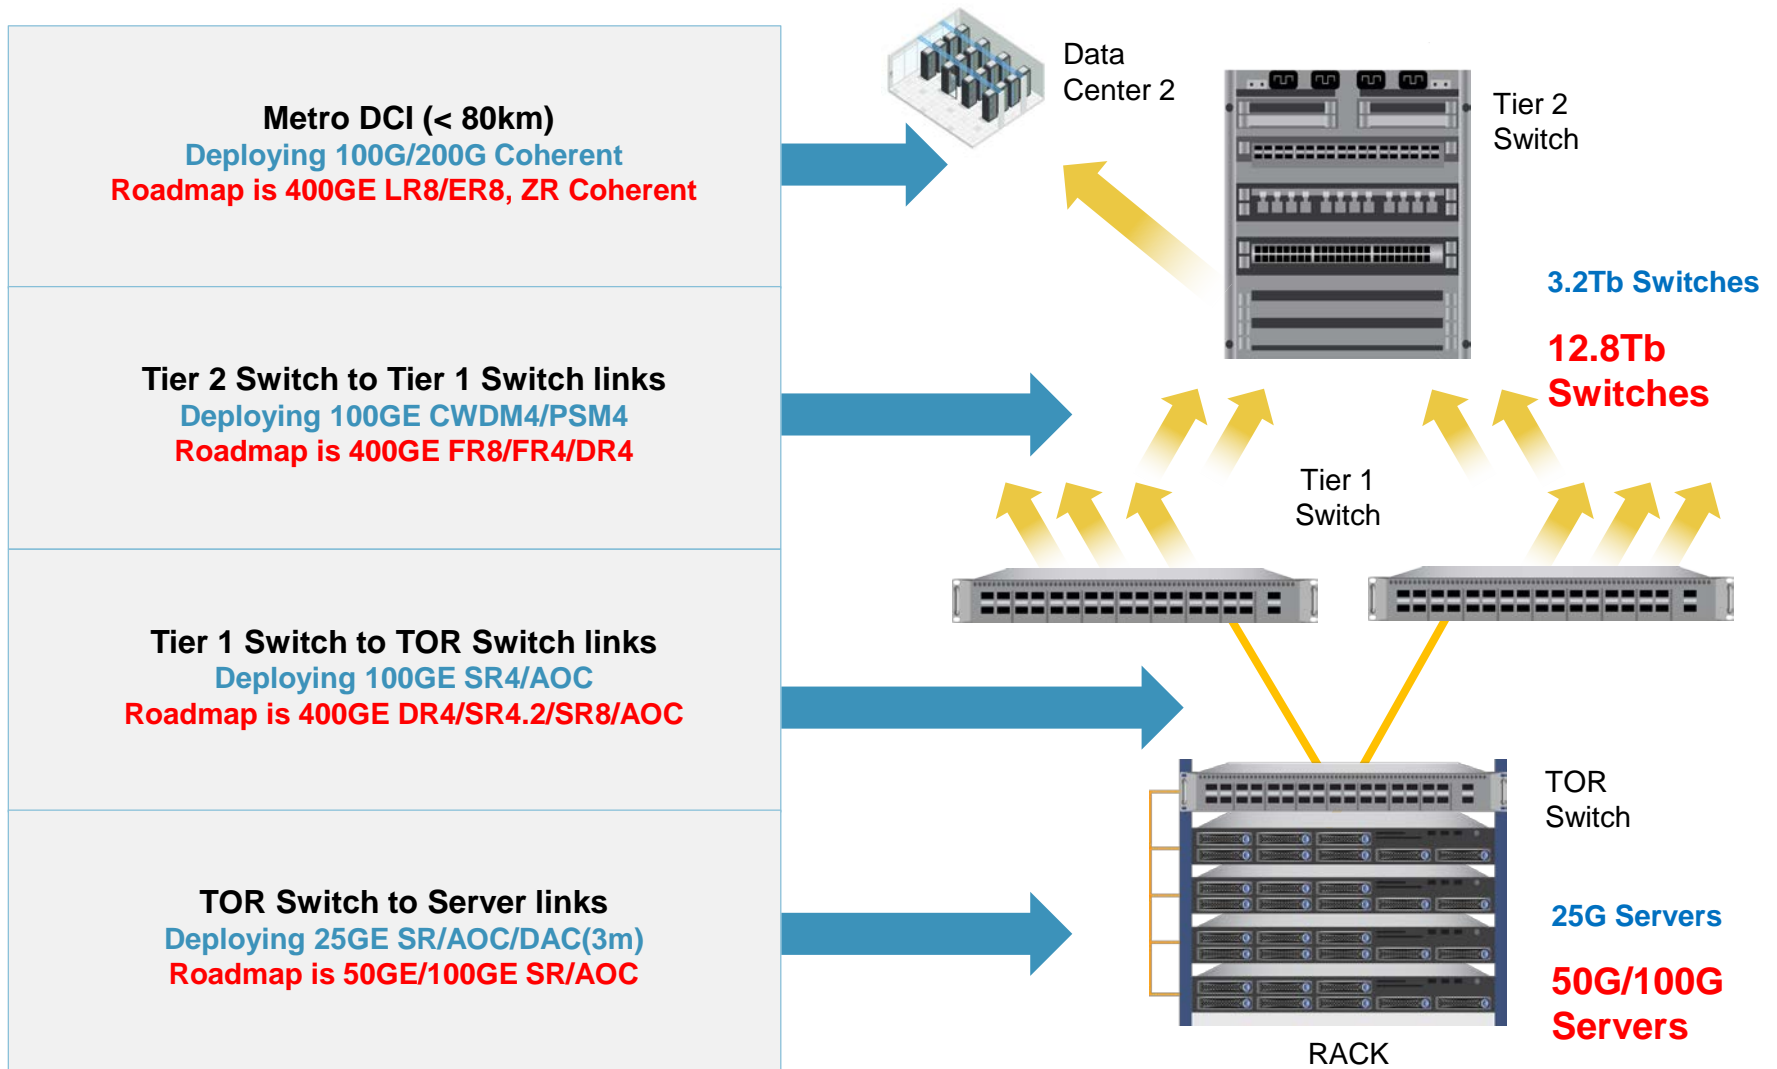 Metro DCI (< 80km)
Deploying 100G/200G Coherent
Roadmap is 400GE LR8/ER8, ZR Coherent
Tier 2 Switch to Tier 1 Switch links
Deploying 100GE CWDM4/PSM4
Roadmap is 400GE FR8/FR4/DR4
Tier 1 Switch to TOR Switch links
Deploying 100GE SR4/AOC
Roadmap is 400GE DR4/SR4.2/SR8/AOC
TOR Switch to Server links
Deploying 25GE SR/AOC/DAC(3m)
Roadmap is 50GE/100GE SR/AOC
Data
Center 2
Tier 2
Switch
3.2Tb Switches
12.8Tb
Switches
Tier 1
Switch
TOR
Switch
25G Servers
50G/100G
Servers
RACK